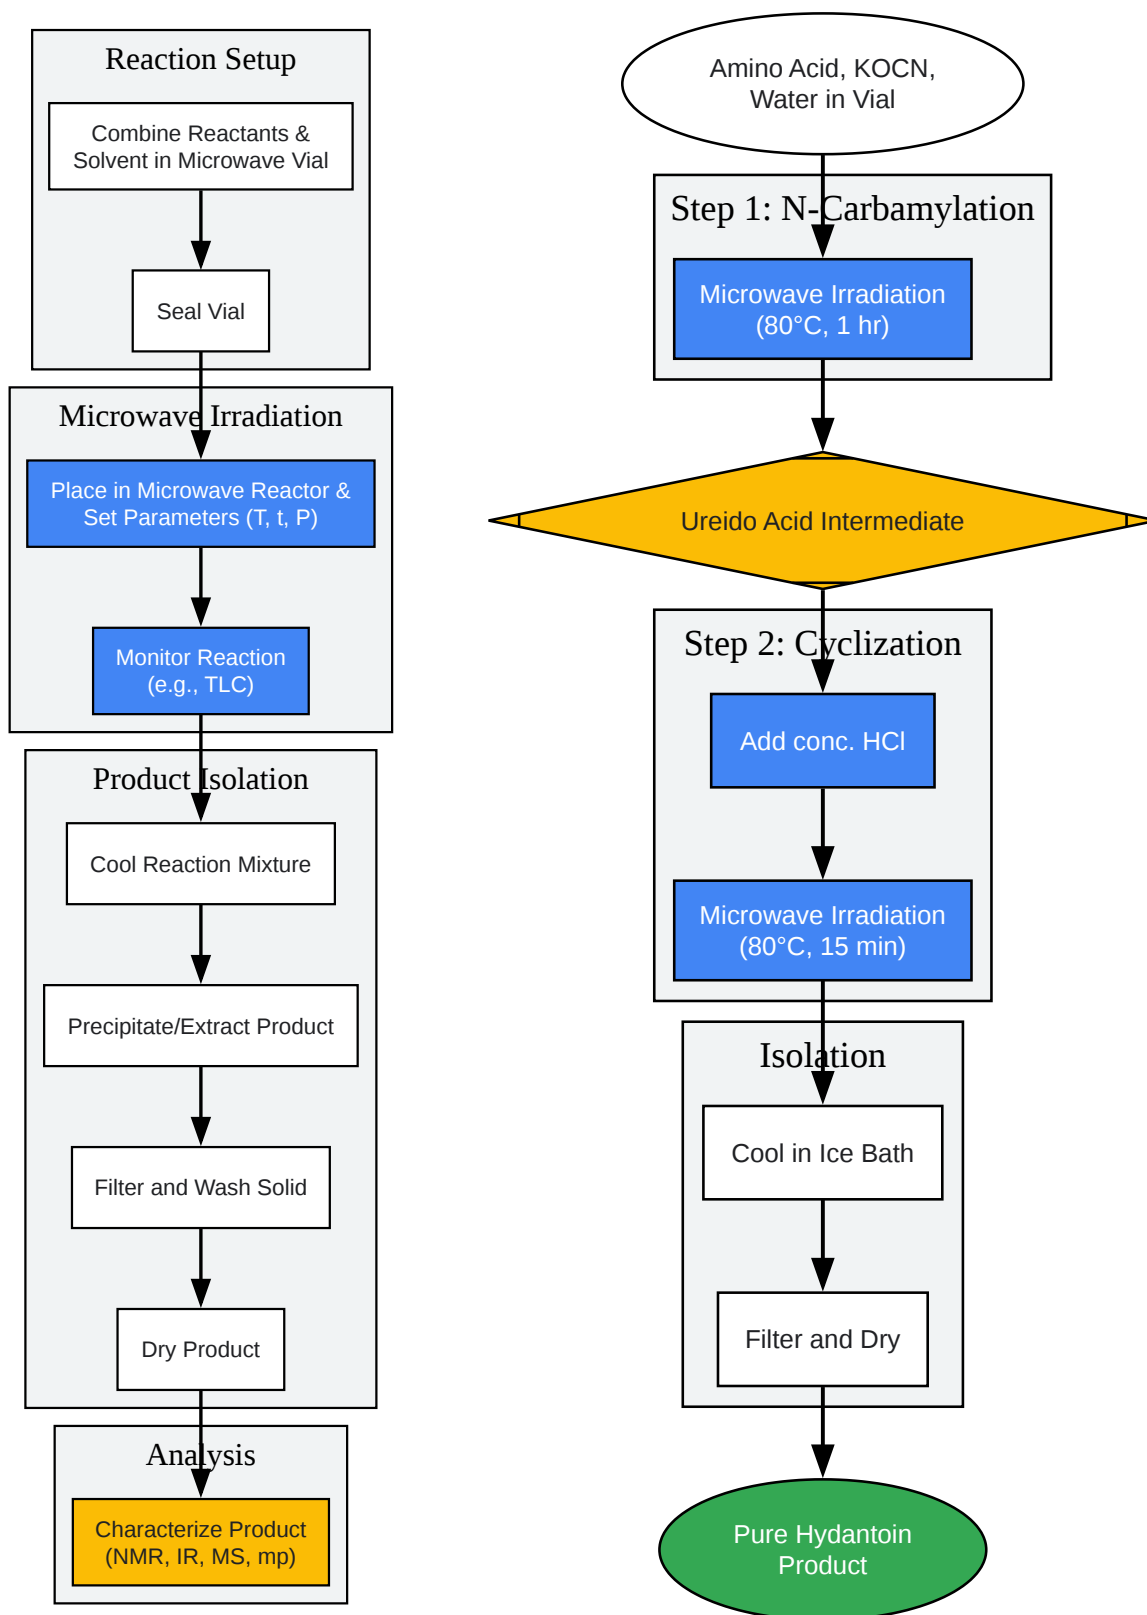 Reaction Setup
Combine Reactants &
Solvent in Microwave Vial
Seal Vial
Microwave Irradiation
Place in Microwave Reactor &
Set Parameters (T, t, P)
Monitor Reaction
(e.g., TLC)
Product Isolation
Cool Reaction Mixture
Precipitate/Extract Product
Filter and Wash Solid
Dry Product
Analysis
Characterize Product
(NMR, IR, MS, mp)
Amino Acid, KOCN,
Water in Vial
Step 1: N-Carbamylation
Microwave Irradiation
(80°C, 1 hr)
Ureido Acid Intermediate
Step 2: Cyclization
Add conc. HCl
Microwave Irradiation
(80°C, 15 min)
Isolation
Cool in Ice Bath
Filter and Dry
Pure Hydantoin
Product